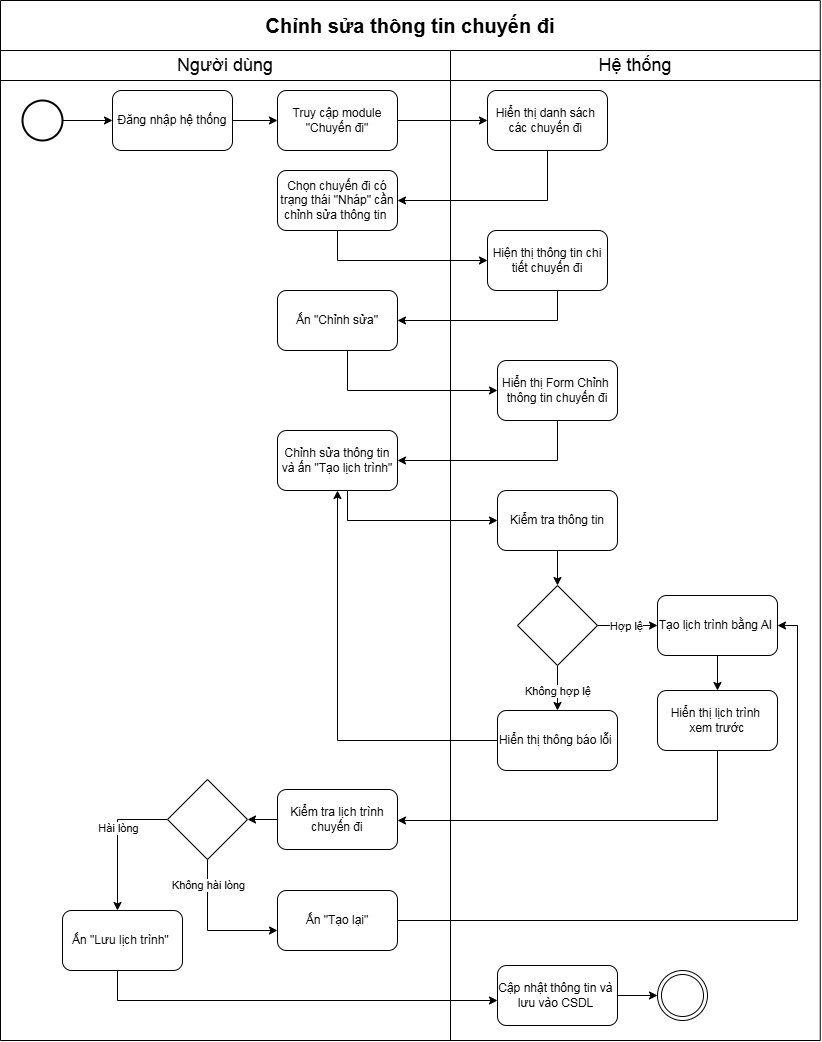 Chỉnh sửa thông tin chuyến đi
Người dùng
Hệ thống
Đăng nhập hệ thống
Truy cập module
"Chuyến đi"
Hiển thị danh sách
các chuyến đi
Chọn chuyến đi có
trạng thái "Nháp" cần
chỉnh sửa thông tin
Hiện thị thông tin chi
tiết chuyến đi
Ấn "Chỉnh sửa"
Hiển thị Form Chỉnh
thông tin chuyến đi
Chỉnh sửa thông tin
và ấn "Tạo lịch trình"
Kiểm tra thông tin
Hợp lệ
Tạo lịch trình bằng AI
Không hợp lệ
Hiển thị thông báo lỗi
Hiển thị lịch trình
xem trước
Kiểm tra lịch trình
chuyến đi
Hài lòng
Không hài lòng
Ấn "Tạo lại"
Ấn "Lưu lịch trình"
Cập nhật thông tin và
lưu vào CSDL